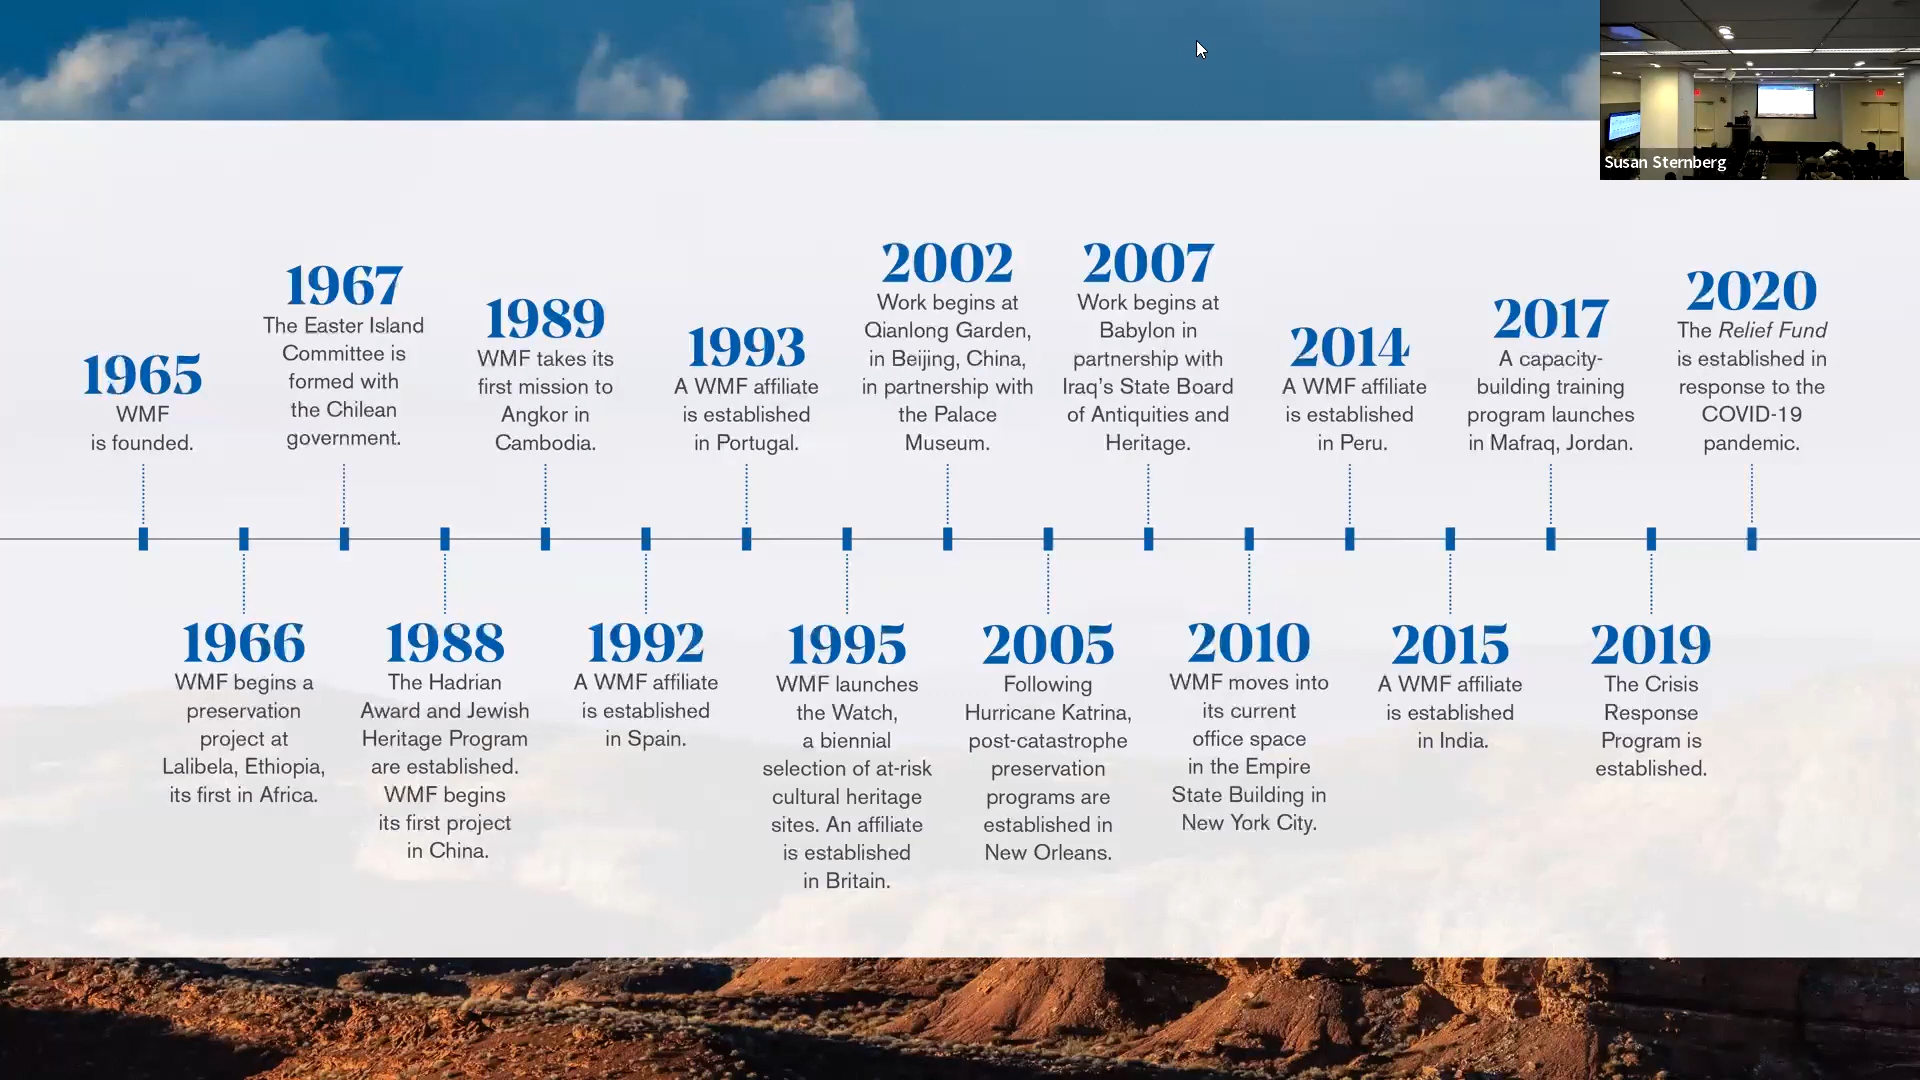 Susan Sternberg
1965
WMF
is founded.
1966
WMF begins a
preservation
project at
Lalibela, Ethiopia,
its first in Africa.
1967
The Easter Island
Committee is
formed with
the Chilean
government.
1988
The Hadrian
Award and Jewish
Heritage Program
are established.
WMF begins
its first project
in China.
1989
WMF takes its
first mission to
Angkor in
Cambodia.
1992
A WMF affiliate
is established
in Spain.
1993
A WMF affiliate
is established
in Portugal.
1995
WMF launches
the Watch,
a biennial
selection of at-risk
cultural heritage
sites. An affiliate
is established
in Britain.
2002
Work begins at
Qianlong Garden,
in Beijing, China,
in partnership with
the Palace
Museum.
2005
Following
Hurricane Katrina,
post-catastrophe
preservation
programs are
established in
New Orleans.
2007
Work begins at
Babylon in
partnership with
Iraq's State Board
of Antiquities and
Heritage.
2010
WMF moves into
its current
office space
in the Empire
State Building in
New York City.
2014
A WMF affiliate
is established
in Peru.
2015
A WMF affiliate
is established
in India.
2017
A capacity-
building training
program launches
in Mafraq, Jordan.
2019
The Crisis
Response
Program is
established.
2020
The Relief Fund
is established in
response to the
COVID-19
pandemic.